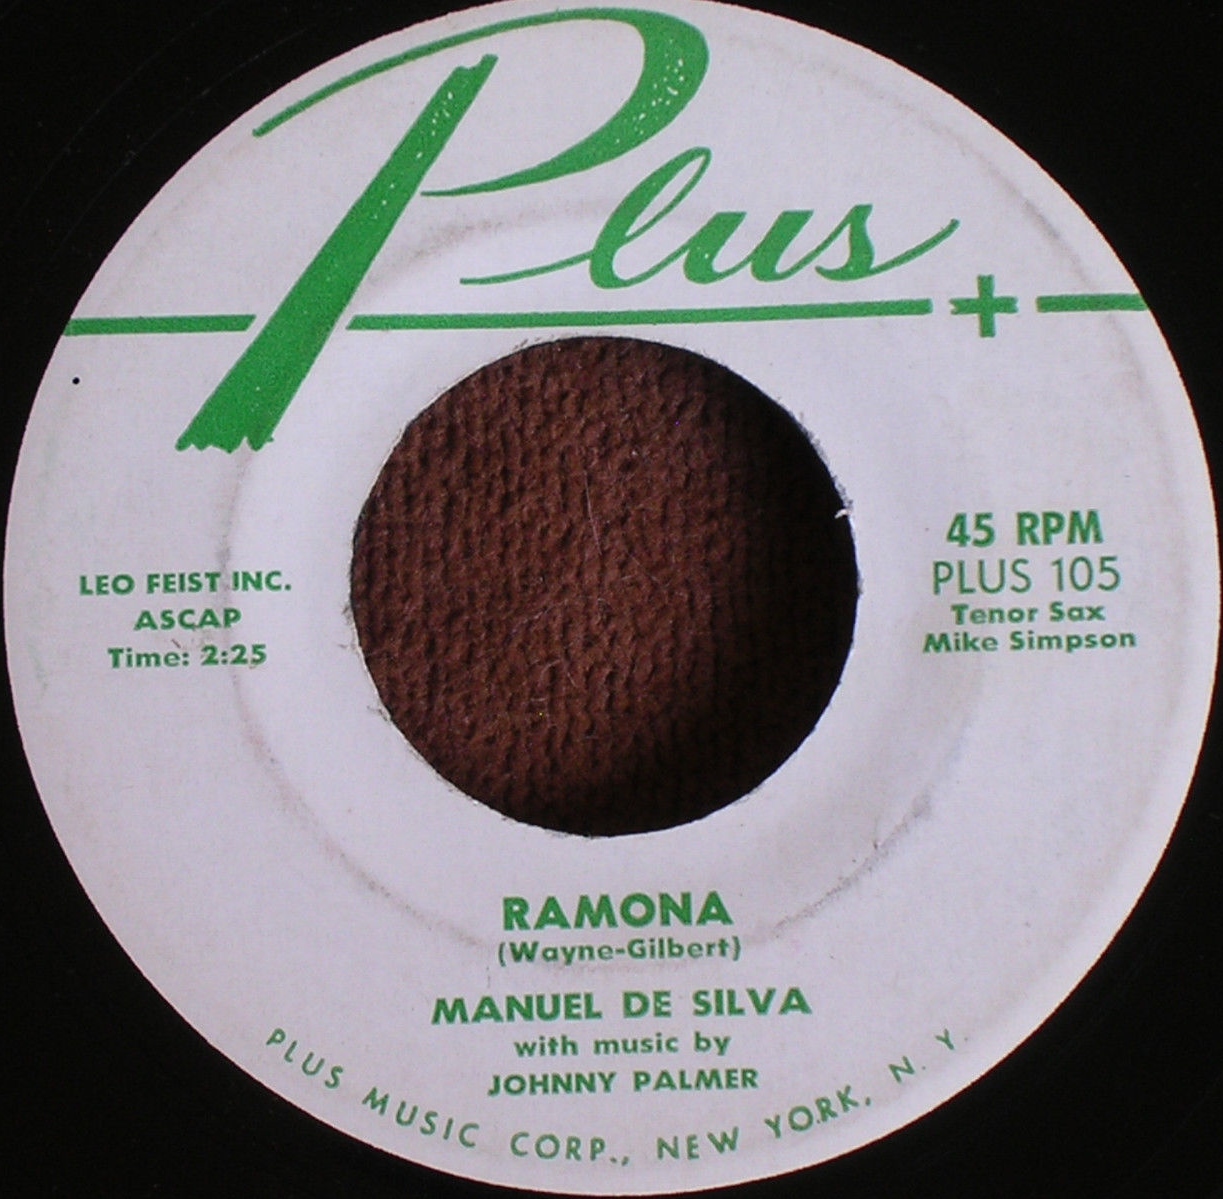 Plus
+
LEO FEIST INC.
ASCAP
Time: 2:25
45 RPM
PLUS 105
Tenor Sax
Mike Simpson
RAMONA
(Wayne-Gilbert)
MANUEL DE SILVA
with music by
JOHNNY PALMER
PLUS MUSIC CORP., NEW YORK, N. Y.